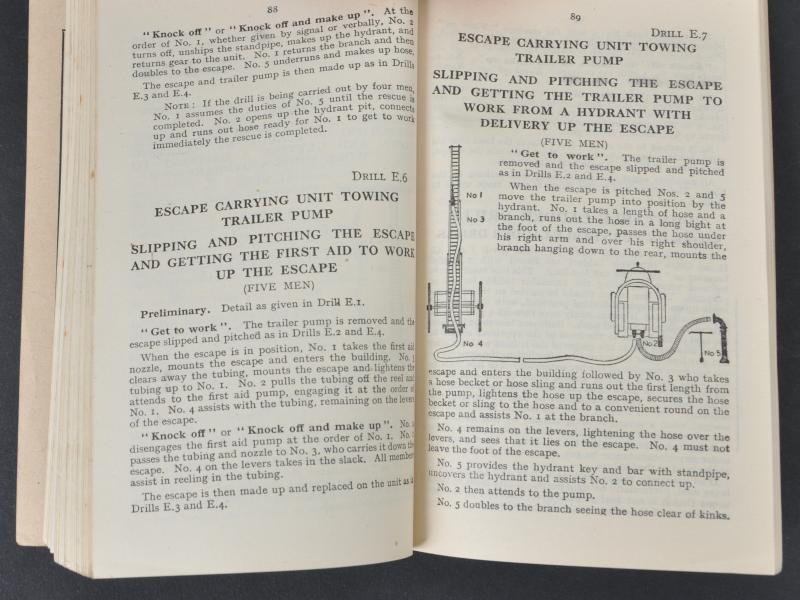 88
"Knock off" or "Knock off and make up". At the
order of No. 1, whether given by signal or verbally, No. 2
turns off, unships the standpipe, makes up the hydrant, and
returns gear to the unit. No. 1 returns the branch and then
doubles to the escape. No. 5 underruns and makes up hose.
The escape and trailer pump is then made up as in Drills
E.3 and E.4.
NOTE: If the drill is being carried out by four men,
No. 1 assumes the duties of No. 5 until the rescue is
completed. No. 2 opens up the hydrant pit, connects
up and runs out hose ready for No. 1 to get to work
immediately the rescue is completed.
DRILL E.6
ESCAPE CARRYING UNIT TOWING
TRAILER PUMP
SLIPPING AND PITCHING THE ESCAPE
AND GETTING THE FIRST AID TO WORK
UP THE ESCAPE
(FIVE MEN)
Preliminary. Detail as given in Drill E.1.
"Get to work". The trailer pump is removed and the
escape slipped and pitched as in Drills E.2 and E.4.
When the escape is in position, No. 1 takes the first aid
nozzle, mounts the escape and enters the building. No.
clears away the tubing, mounts the escape and lightens the
tubing up to No. 1. No. 2 pulls the tubing off the reel and
attends to the first aid pump, engaging it at the order of
No. 1. No. 4 assists with the tubing, remaining on the levers
of the escape.
"Knock off" or "Knock off and make up". No.
disengages the first aid pump at the order of No. 1. No.
passes the tubing and nozzle to No. 3, who carries it down the
escape. No. 4 on the levers takes in the slack. All members
assist in reeling in the tubing.
The escape is then made up and replaced on the unit as in
Drills E.3 and E.4.
89
DRILL E.7
ESCAPE CARRYING UNIT TOWING
TRAILER PUMP
SLIPPING AND PITCHING THE ESCAPE
AND GETTING THE TRAILER PUMP TO
WORK FROM A HYDRANT WITH
DELIVERY UP THE ESCAPE
(FIVE MEN)
"Get to work". The trailer pump is
removed and the escape slipped and pitched
as in Drills E.2 and E.4.
When the escape is pitched Nos. 2 and 5
move the trailer pump into position by the
hydrant. No. 1 takes a length of hose and a
branch, runs out the hose in a long bight at
the foot of the escape, passes the hose under
his right arm and over his right shoulder,
branch hanging down to the rear, mounts the
No 1
No 3
No 4
No 2
No 5
escape and enters the building followed by No. 3 who takes
a hose becket or hose sling and runs out the first length from
the pump, lightens the hose up the escape, secures the hose
becket or sling to the hose and to a convenient round on the
escape and assists No. 1 at the branch.
No. 4 remains on the levers, lightening the hose over the
levers, and sees that it lies on the escape. No. 4 must not
leave the foot of the escape.
No. 5 provides the hydrant key and bar with standpipe,
uncovers the hydrant and assists No. 2 to connect up.
No. 2 then attends to the pump.
No. 5 doubles to the branch seeing the hose clear of kinks.